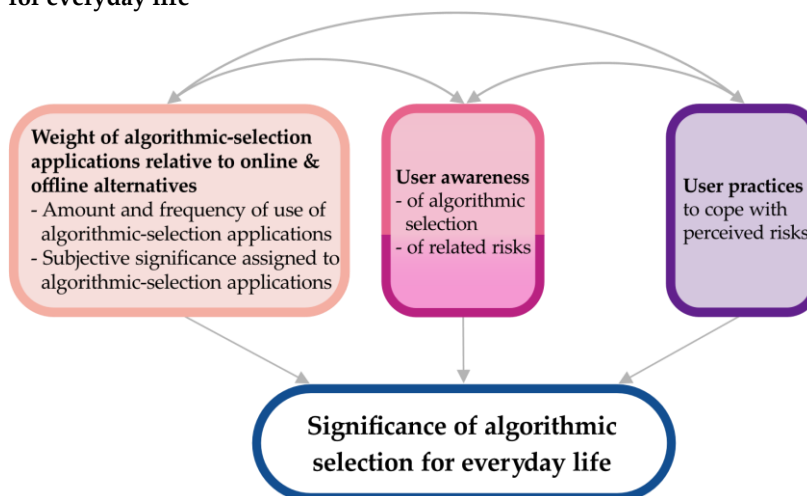 for everyday life
Weight of algorithmic-selection
applications relative to online &
offline alternatives
- Amount and frequency of use of
algorithmic-selection applications
- Subjective significance assigned to
algorithmic-selection applications
User awareness
- of algorithmic
selection
- of related risks
User practices
to cope with
perceived risks
Significance of algorithmic
selection for everyday life